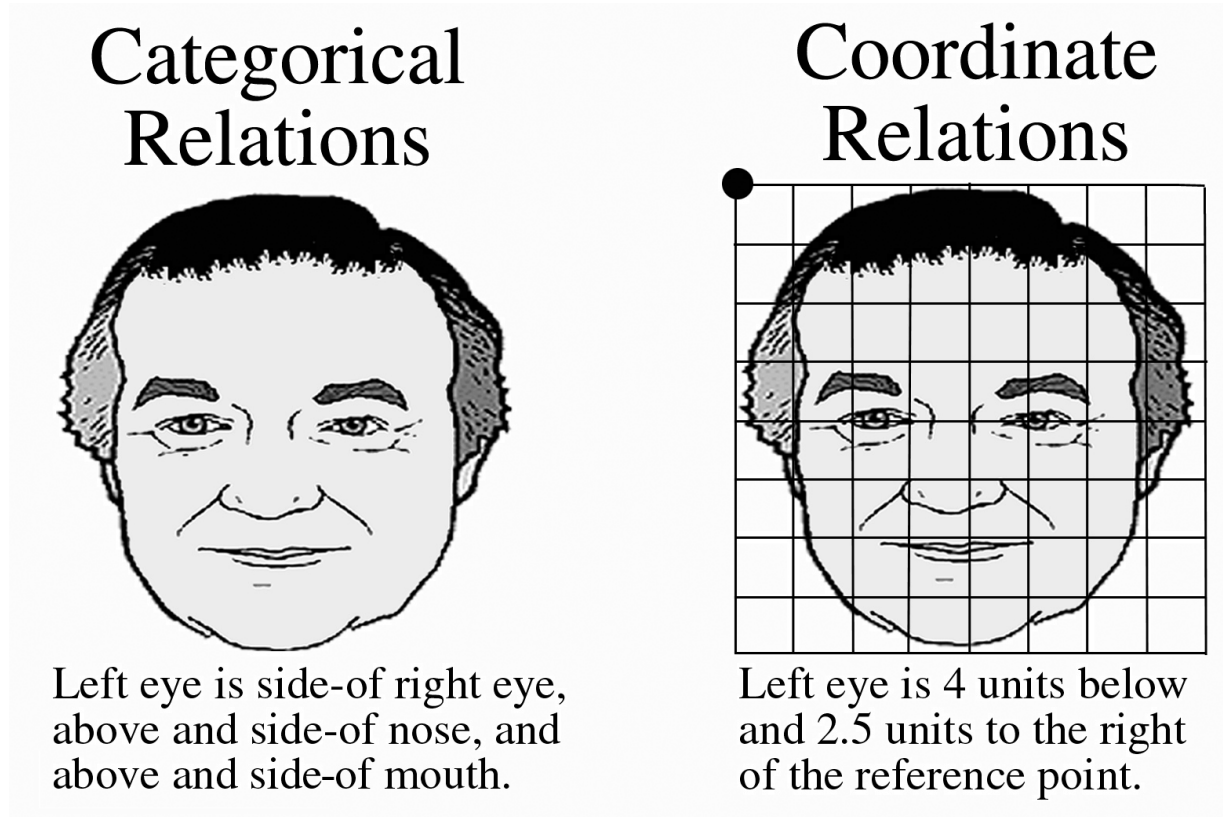 Categorical
Relations
Left eye is side-of right eye,
above and side-of nose, and
above and side-of mouth.
Coordinate
Relations
Left eye is 4 units below
and 2.5 units to the right
of the reference point.